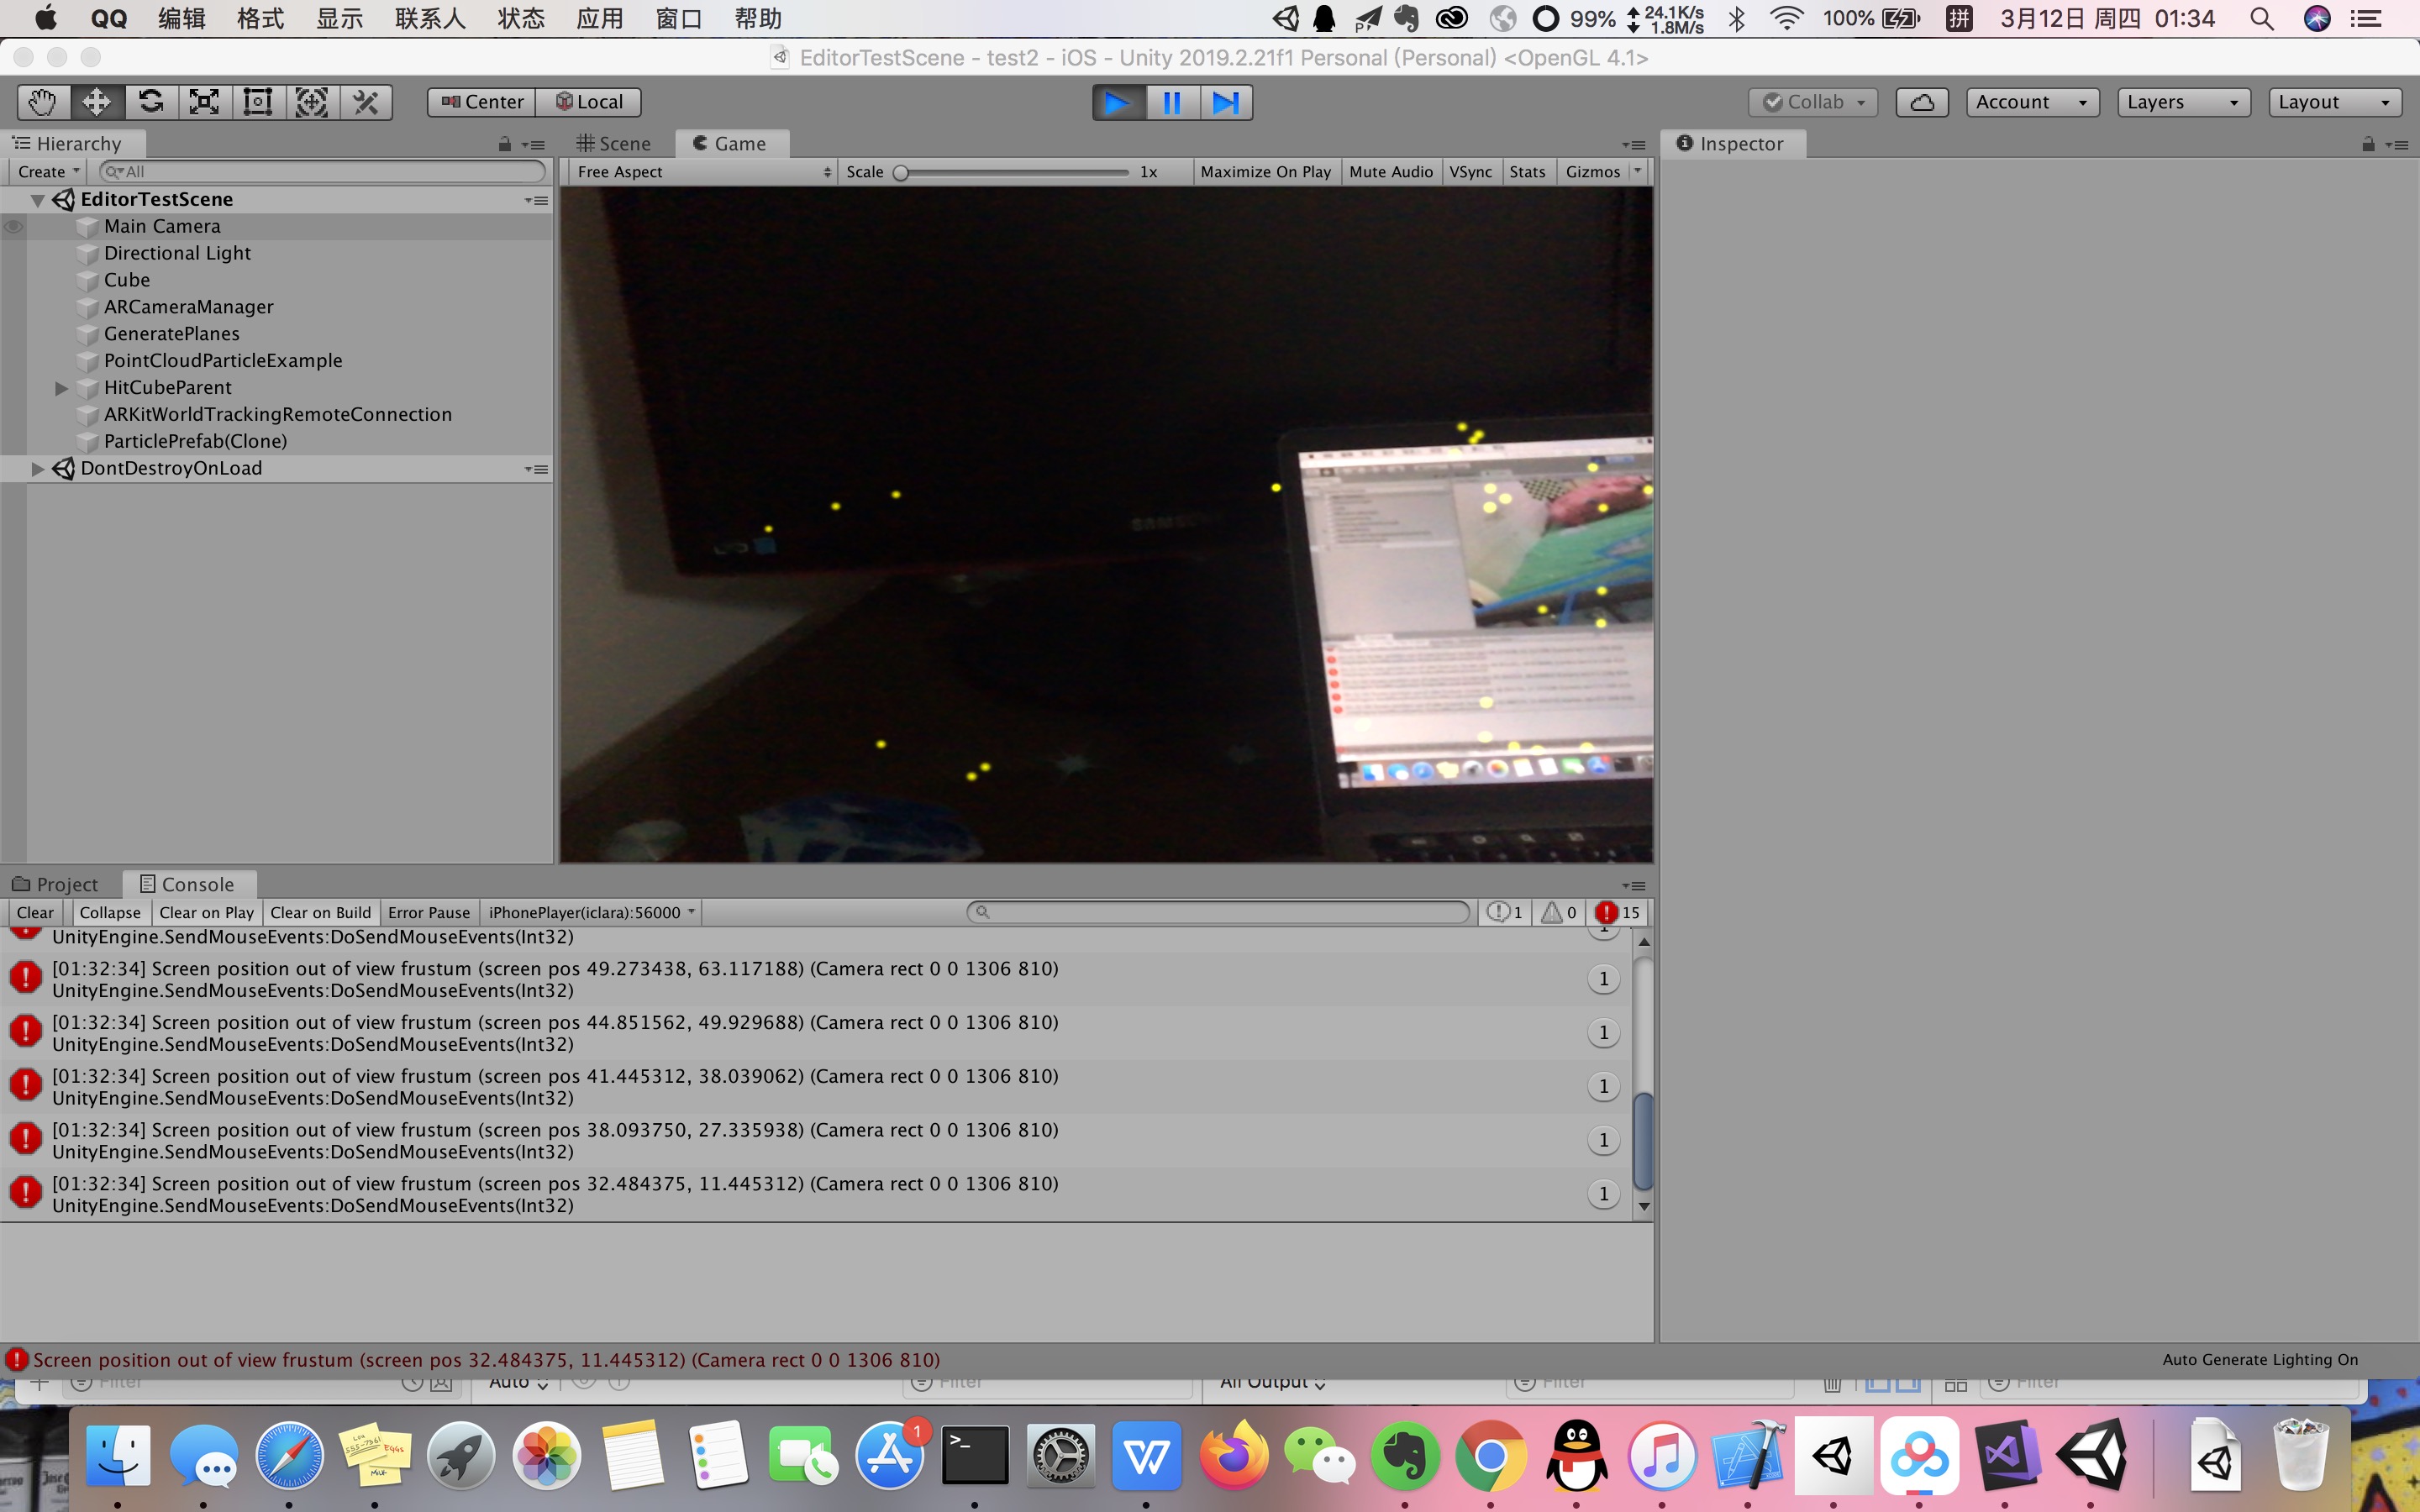 QQ 编辑 格式 显示 联系人 状态 应用 窗口 帮助 99% 24.1K/s 1.8M/s 100% 拼 3月12日 周四 01:34
EditorTestScene - test2 - iOS - Unity 2019.2.21f1 Personal (Personal) <OpenGL 4.1>
Center Local Collab Account Layers Layout
Hierarchy Scene Game Inspector
Create All Free Aspect Scale 1x Maximize On Play Mute Audio VSync Stats Gizmos
EditorTestScene
Main Camera
Directional Light
Cube
ARCameraManager
GeneratePlanes
PointCloudParticleExample
HitCubeParent
ARKitWorldTrackingRemoteConnection
ParticlePrefab(Clone)
DontDestroyOnLoad
Project Console
Clear Collapse Clear on Play Clear on Build Error Pause iPhonePlayer(iclara):56000 1 0 15
UnityEngine.SendMouseEvents:DoSendMouseEvents(Int32) 1
[01:32:34] Screen position out of view frustum (screen pos 49.273438, 63.117188) (Camera rect 0 0 1306 810)
UnityEngine.SendMouseEvents:DoSendMouseEvents(Int32) 1
[01:32:34] Screen position out of view frustum (screen pos 44.851562, 49.929688) (Camera rect 0 0 1306 810)
UnityEngine.SendMouseEvents:DoSendMouseEvents(Int32) 1
[01:32:34] Screen position out of view frustum (screen pos 41.445312, 38.039062) (Camera rect 0 0 1306 810)
UnityEngine.SendMouseEvents:DoSendMouseEvents(Int32) 1
[01:32:34] Screen position out of view frustum (screen pos 38.093750, 27.335938) (Camera rect 0 0 1306 810)
UnityEngine.SendMouseEvents:DoSendMouseEvents(Int32) 1
[01:32:34] Screen position out of view frustum (screen pos 32.484375, 11.445312) (Camera rect 0 0 1306 810)
UnityEngine.SendMouseEvents:DoSendMouseEvents(Int32) 1
Screen position out of view frustum (screen pos 32.484375, 11.445312) (Camera rect 0 0 1306 810) Auto Generate Lighting On
Filter Auto Filter All Output Filter Filter
1